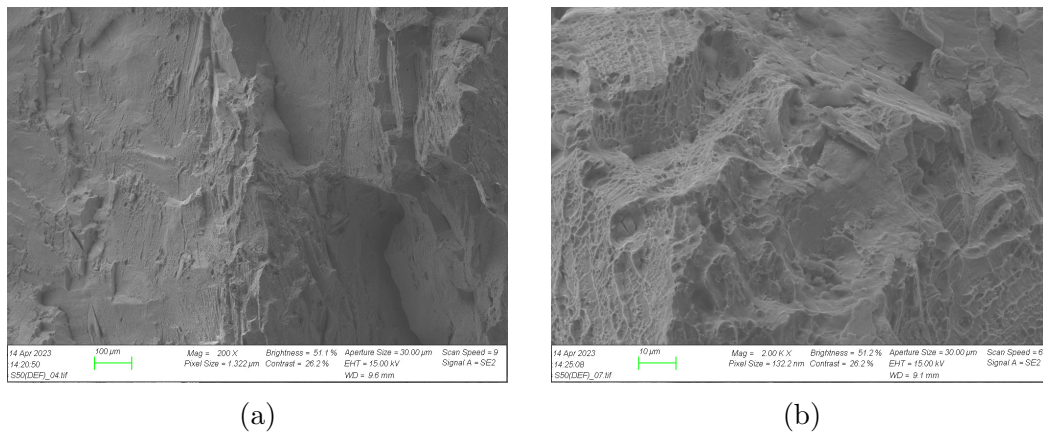 14 Apr 2023
14:20:50
S50(DEF)_04.tif
100 µm
Mag = 200 X
Pixel Size = 1.322 µm
Brightness = 51.1 %
Contrast = 26.2 %
Aperture Size = 30.00 µm
EHT = 15.00 kV
WD = 9.6 mm
Scan Speed = 9
Signal A = SE2
(a)
14 Apr 2023
14:25:08
S50(DEF)_07.tif
10 µm
Mag = 2.00 K X
Pixel Size = 132.2 nm
Brightness = 51.2 %
Contrast = 26.2 %
Aperture Size = 30.00 µm
EHT = 15.00 kV
WD = 9.1 mm
Scan Speed = 6
Signal A = SE2
(b)